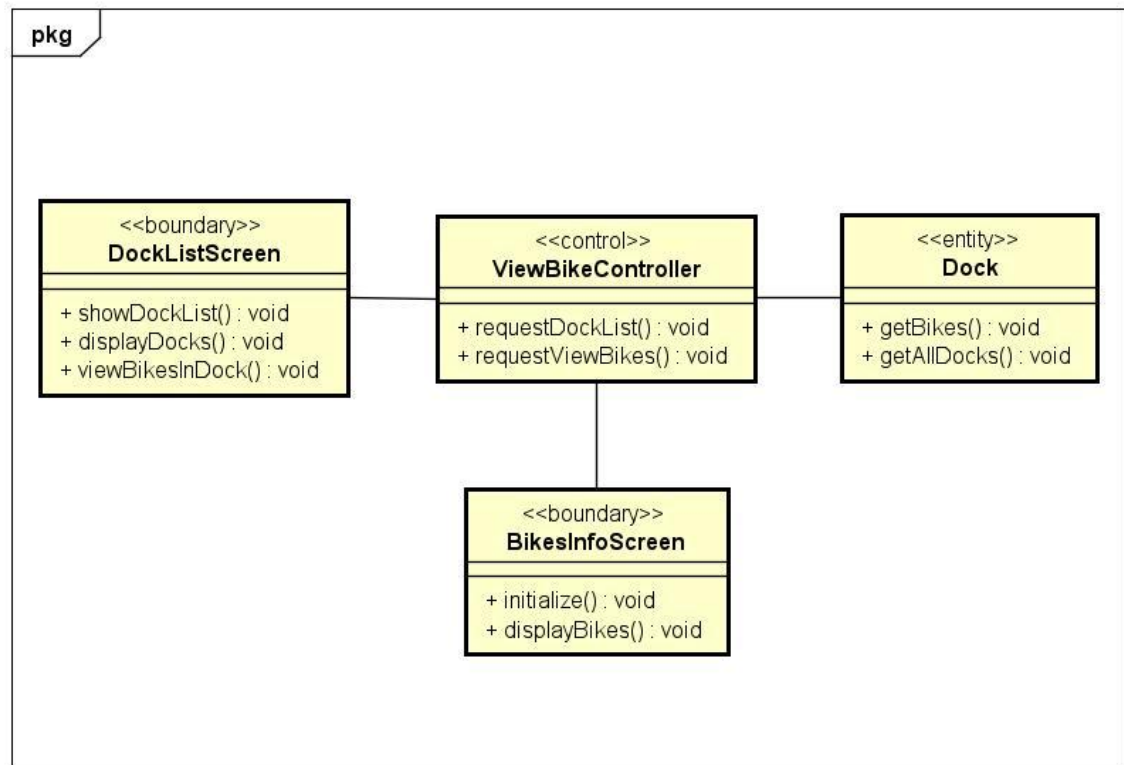 pkg
<<boundary>>
DockListScreen
+ showDockList() : void
+ displayDocks() : void
+ viewBikesInDock() : void
<<control>>
ViewBikeController
+ requestDockList() : void
+ requestViewBikes() : void
<<entity>>
Dock
+ getBikes() : void
+ getAllDocks() : void
<<boundary>>
BikesInfoScreen
+ initialize() : void
+ displayBikes() : void